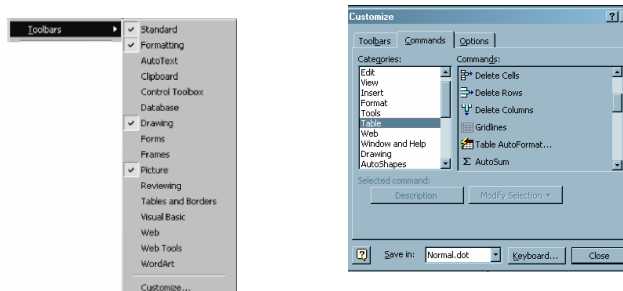 Toolbars
Standard
Formatting
AutoText
Clipboard
Control Toolbox
Database
Drawing
Forms
Frames
Picture
Reviewing
Tables and Borders
Visual Basic
Web
Web Tools
WordArt
Customize...
Customize
Toolbars Commands Options
Categories:
Edit
View
Insert
Format
Tools
Table
Web
Window and Help
Drawing
AutoShapes
Commands:
Delete Cells
Delete Rows
Delete Columns
Gridlines
Table AutoFormat...
Σ AutoSum
Selected command:
Description Modify Selection
Save in: Normal.dot Keyboard... Close